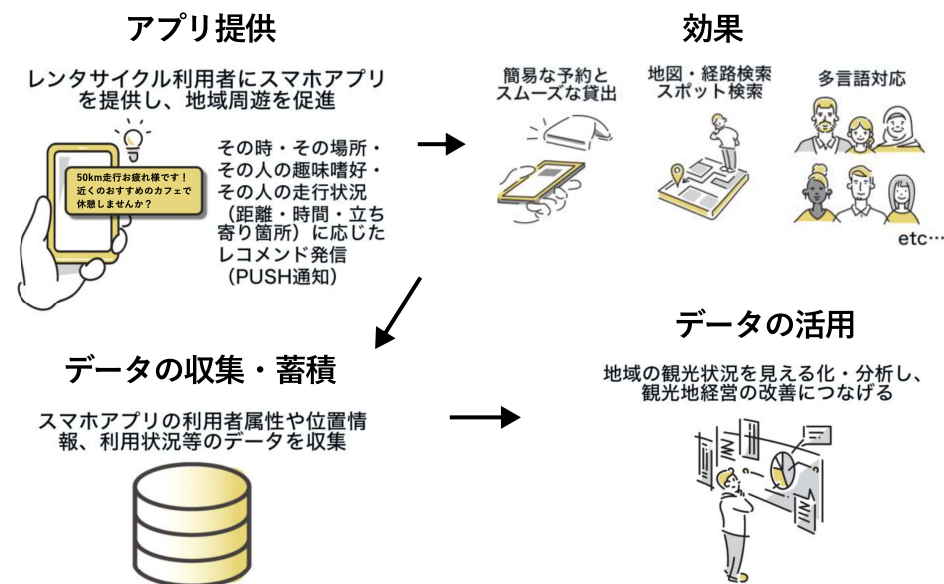 アプリ提供
レンタサイクル利用者にスマホアプリ
を提供し、地域周遊を促進
50km走行お疲れ様です！
近くのおすすめのカフェで
休憩しませんか？
その時・その場所・
その人の趣味嗜好・
その人の走行状況
（距離・時間・立ち
寄り箇所）に応じた
レコメンド発信
（PUSH通知）
効果
簡易な予約と
スムーズな貸出
地図・経路検索
スポット検索
多言語対応
etc…
データの収集・蓄積
スマホアプリの利用者属性や位置情
報、利用状況等のデータを収集
データの活用
地域の観光状況を見える化・分析し、
観光地経営の改善につなげる